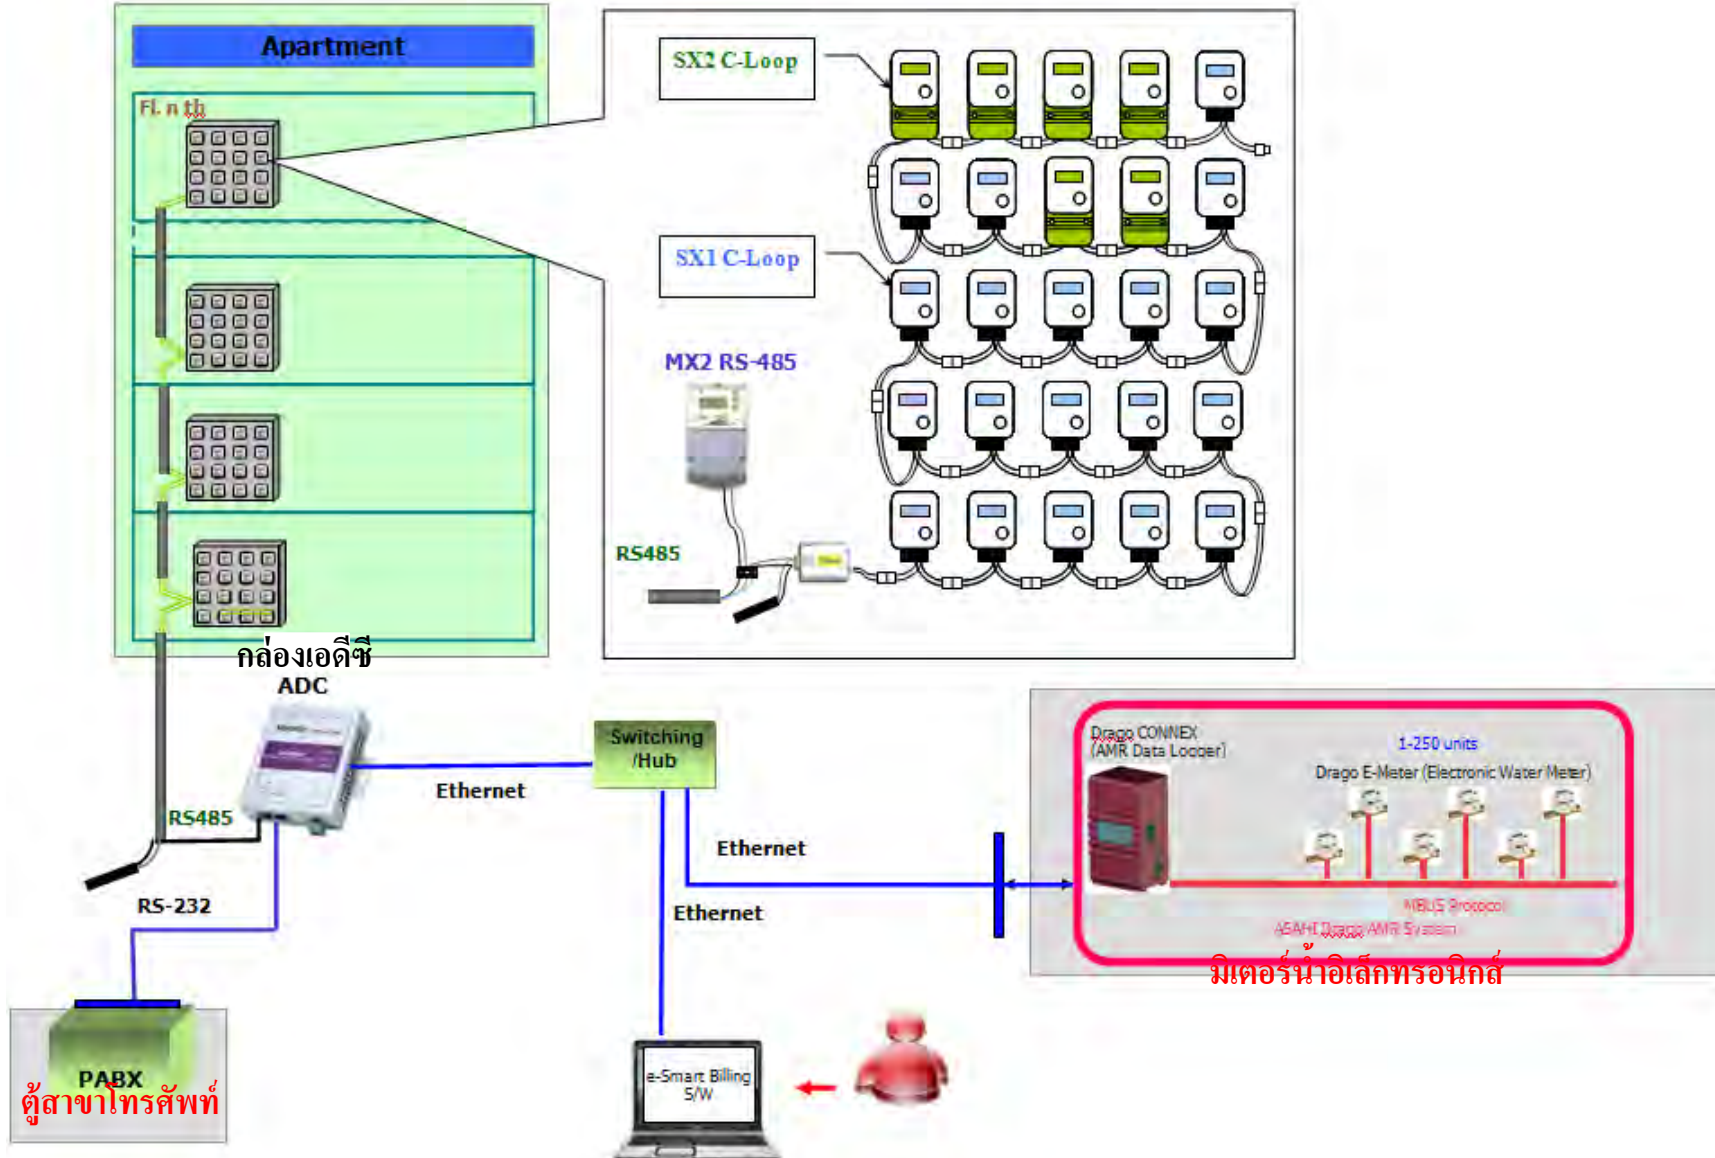 Apartment
Fl. n th
SX2 C-Loop
SX1 C-Loop
MX2 RS-485
RS485
กล่องเอดีซี
ADC
RS485
RS-232
Ethernet
Switching
/Hub
Ethernet
Ethernet
Drago CONNEX
(AMR Data Logger)
1-250 units
Drago E-Meter (Electronic Water Meter)
MBUS Protocol
ASAHI Drago AMR System
มิเตอร์น้ำอิเล็กทรอนิกส์
PABX
ตู้สาขาโทรศัพท์
e-Smart Billing
S/W